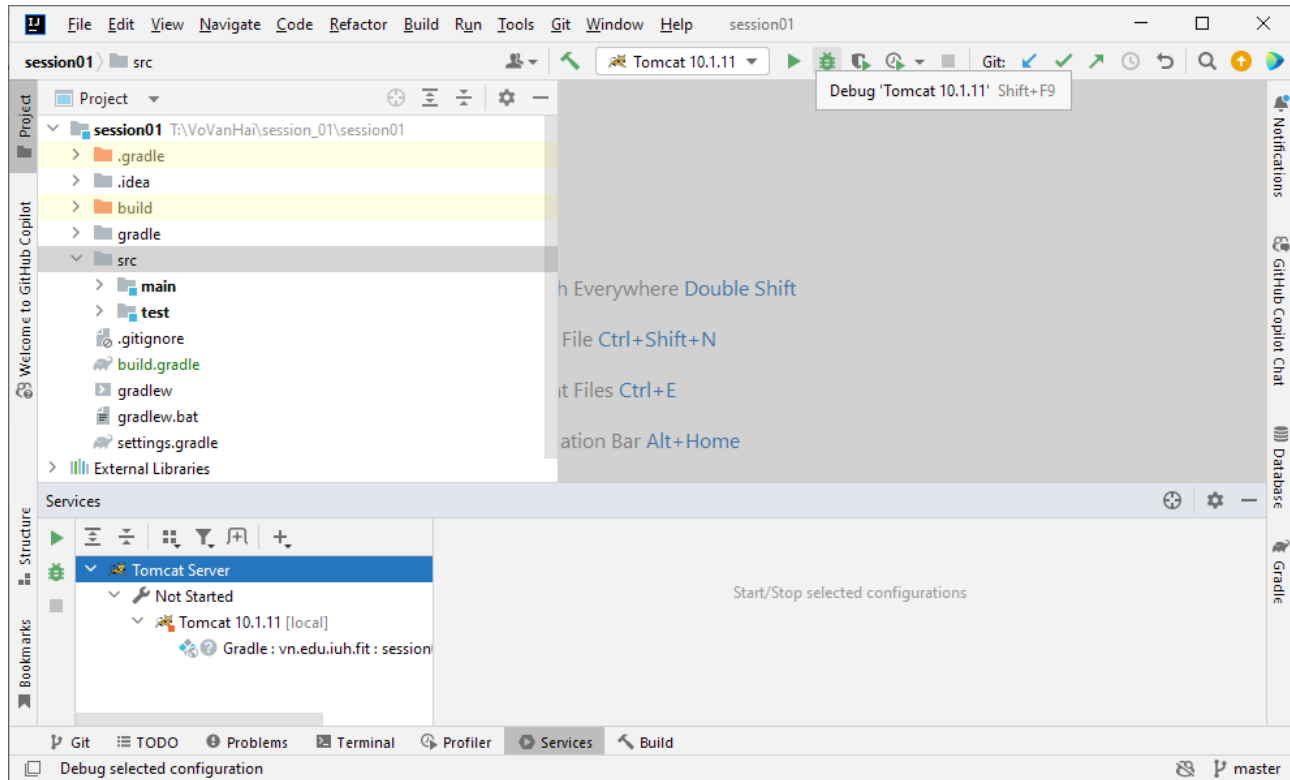 File Edit View Navigate Code Refactor Build Run Tools Git Window Help session01
session01 src
Tomcat 10.1.11
Git:
Debug 'Tomcat 10.1.11' Shift+F9
Project
Project
session01 T:\VoVanHai\session_01\session01
.gradle
.idea
build
gradle
src
main
test
.gitignore
build.gradle
gradlew
gradlew.bat
settings.gradle
External Libraries
Welcome to GitHub Copilot
Structure
Bookmarks
h Everywhere Double Shift
File Ctrl+Shift+N
t Files Ctrl+E
ation Bar Alt+Home
Notifications
GitHub Copilot Chat
Database
Gradle
Services
Tomcat Server
Not Started
Tomcat 10.1.11 [local]
Gradle : vn.edu.iuh.fit : session
Start/Stop selected configurations
Git TODO Problems Terminal Profiler Services Build
Debug selected configuration
master